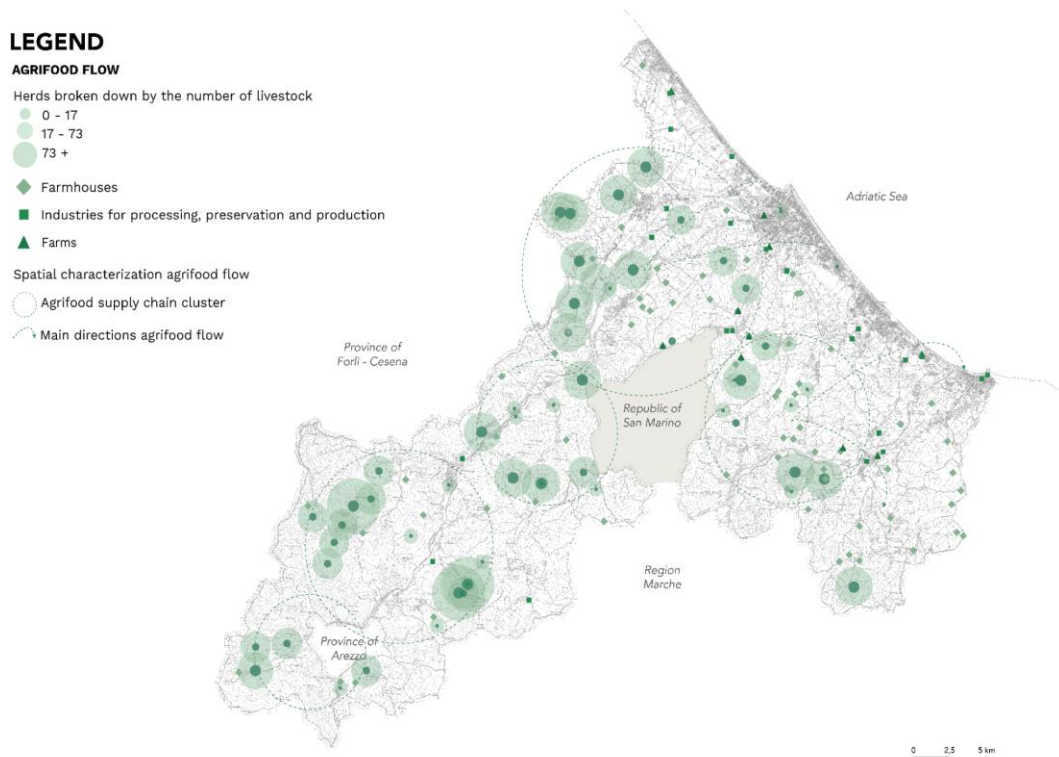 LEGEND
AGRIFOOD FLOW
Herds broken down by the number of livestock
0 - 17
17 - 73
73 +
Farmhouses
Industries for processing, preservation and production
Farms
Spatial characterization agrifood flow
Agrifood supply chain cluster
Main directions agrifood flow
Adriatic Sea
Province of
Forlì - Cesena
Republic of
San Marino
Region
Marche
Province of
Arezzo
0 2,5 5 km